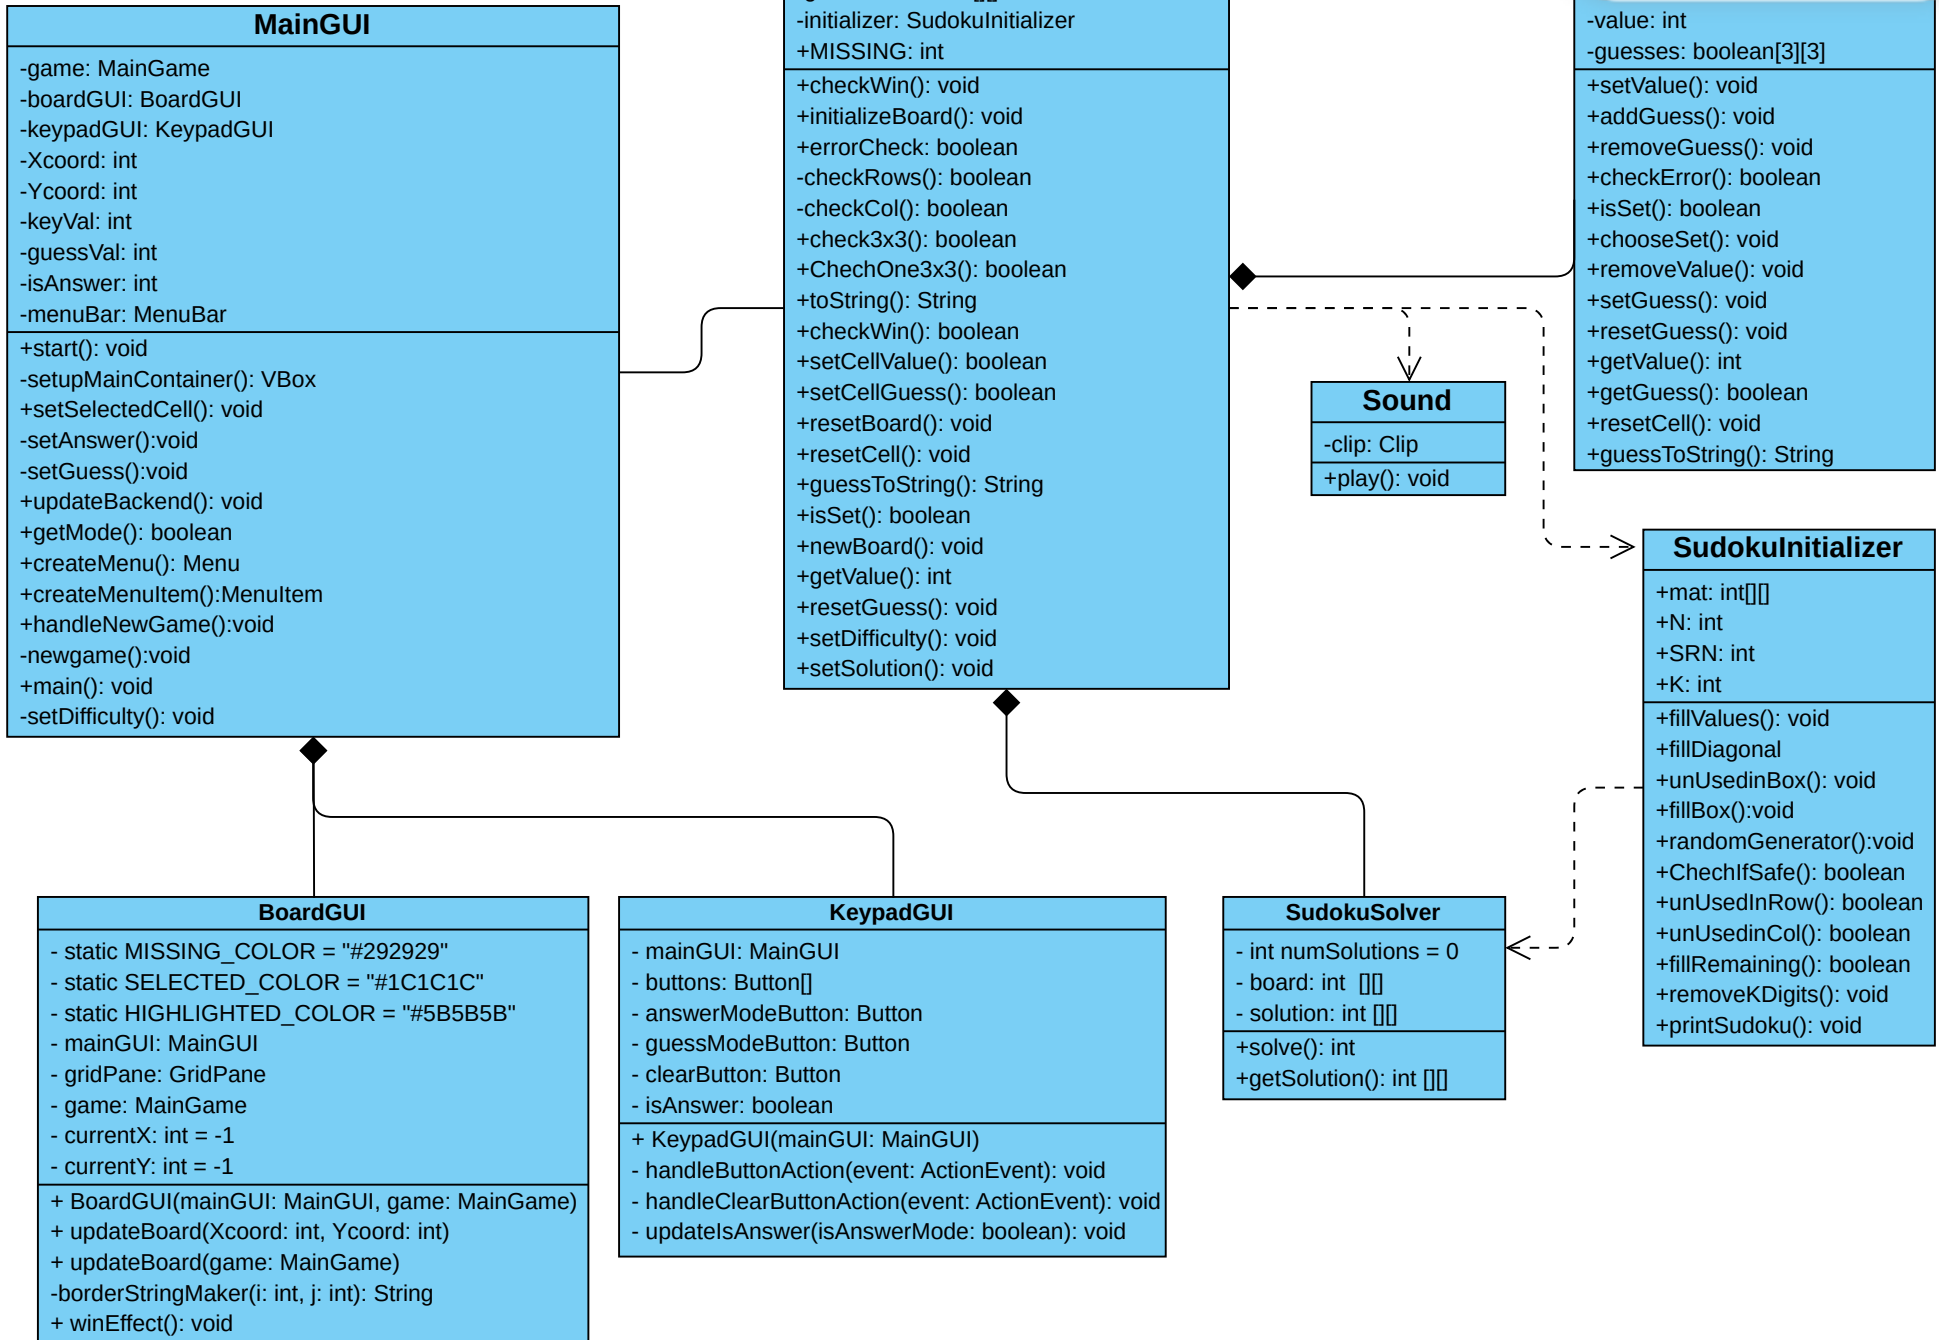 MainGUI
-game: MainGame
-boardGUI: BoardGUI
-keypadGUI: KeypadGUI
-Xcoord: int
-Ycoord: int
-keyVal: int
-guessVal: int
-isAnswer: int
-menuBar: MenuBar
+start(): void
-setupMainContainer(): VBox
+setSelectedCell(): void
-setAnswer():void
-setGuess():void
+updateBackend(): void
+getMode(): boolean
+createMenu(): Menu
+createMenuItem():MenuItem
+handleNewGame():void
-newgame():void
+main(): void
-setDifficulty(): void
-initializer: SudokuInitializer
+MISSING: int
+checkWin(): void
+initializeBoard(): void
+errorCheck: boolean
-checkRows(): boolean
-checkCol(): boolean
+check3x3(): boolean
+ChechOne3x3(): boolean
+toString(): String
+checkWin(): boolean
+setCellValue(): boolean
+setCellGuess(): boolean
+resetBoard(): void
+resetCell(): void
+guessToString(): String
+isSet(): boolean
+newBoard(): void
+getValue(): int
+resetGuess(): void
+setDifficulty(): void
+setSolution(): void
-value: int
-guesses: boolean[3][3]
+setValue(): void
+addGuess(): void
+removeGuess(): void
+checkError(): boolean
+isSet(): boolean
+chooseSet(): void
+removeValue(): void
+setGuess(): void
+resetGuess(): void
+getValue(): int
+getGuess(): boolean
+resetCell(): void
+guessToString(): String
Sound
-clip: Clip
+play(): void
SudokuInitializer
+mat: int[][]
+N: int
+SRN: int
+K: int
+fillValues(): void
+fillDiagonal
+unUsedinBox(): void
+fillBox():void
+randomGenerator():void
+ChechIfSafe(): boolean
+unUsedInRow(): boolean
+unUsedinCol(): boolean
+fillRemaining(): boolean
+removeKDigits(): void
+printSudoku(): void
BoardGUI
- static MISSING_COLOR = "#292929"
- static SELECTED_COLOR = "#1C1C1C"
- static HIGHLIGHTED_COLOR = "#5B5B5B"
- mainGUI: MainGUI
- gridPane: GridPane
- game: MainGame
- currentX: int = -1
- currentY: int = -1
+ BoardGUI(mainGUI: MainGUI, game: MainGame)
+ updateBoard(Xcoord: int, Ycoord: int)
+ updateBoard(game: MainGame)
-borderStringMaker(i: int, j: int): String
+ winEffect(): void
KeypadGUI
- mainGUI: MainGUI
- buttons: Button[]
- answerModeButton: Button
- guessModeButton: Button
- clearButton: Button
- isAnswer: boolean
+ KeypadGUI(mainGUI: MainGUI)
- handleButtonAction(event: ActionEvent): void
- handleClearButtonAction(event: ActionEvent): void
- updateIsAnswer(isAnswerMode: boolean): void
SudokuSolver
- int numSolutions = 0
- board: int  [][]
- solution: int [][]
+solve(): int
+getSolution(): int [][]